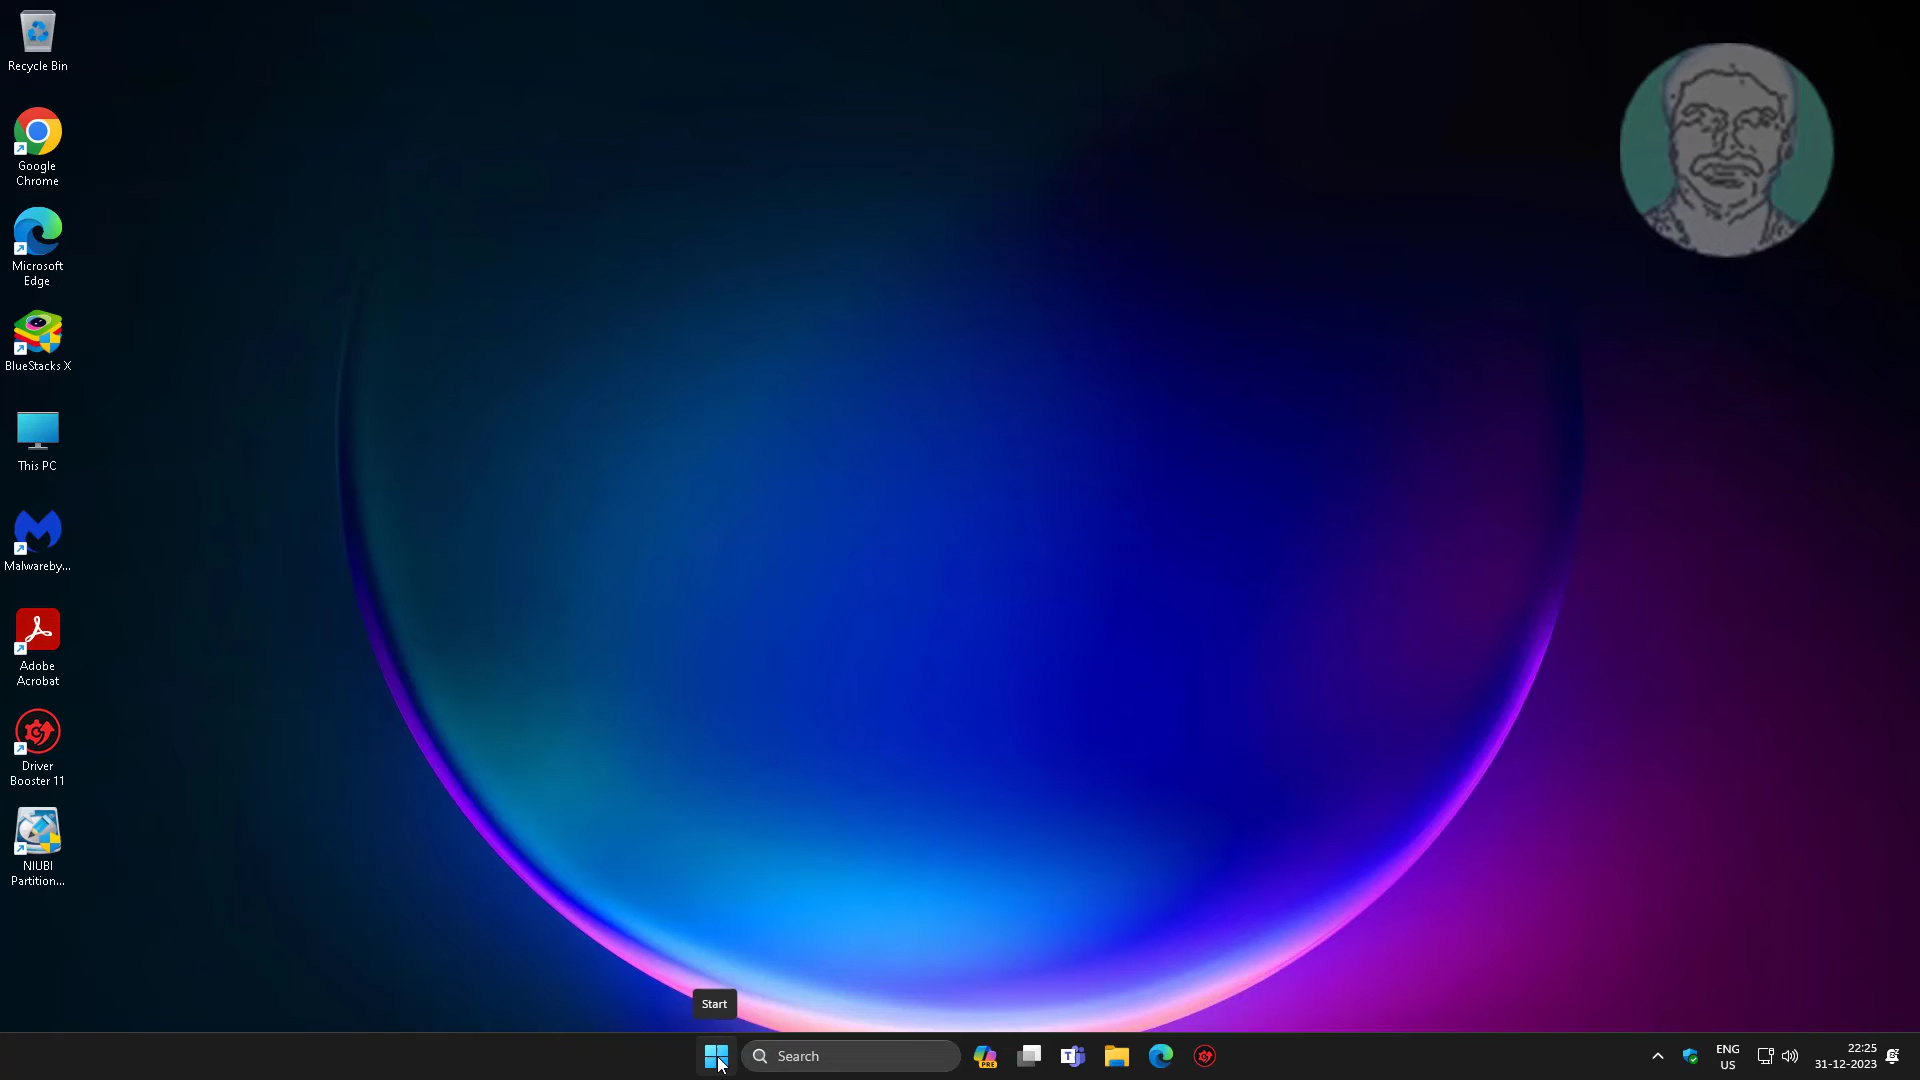 Recycle Bin
Google
Chrome
Microsoft
Edge
BlueStacks X
This PC
Malwareby...
Adobe
Acrobat
Driver
Booster 11
NIUBI
Partition...
Start
Search
PRE
T
ENG
US
22:25
31-12-2023